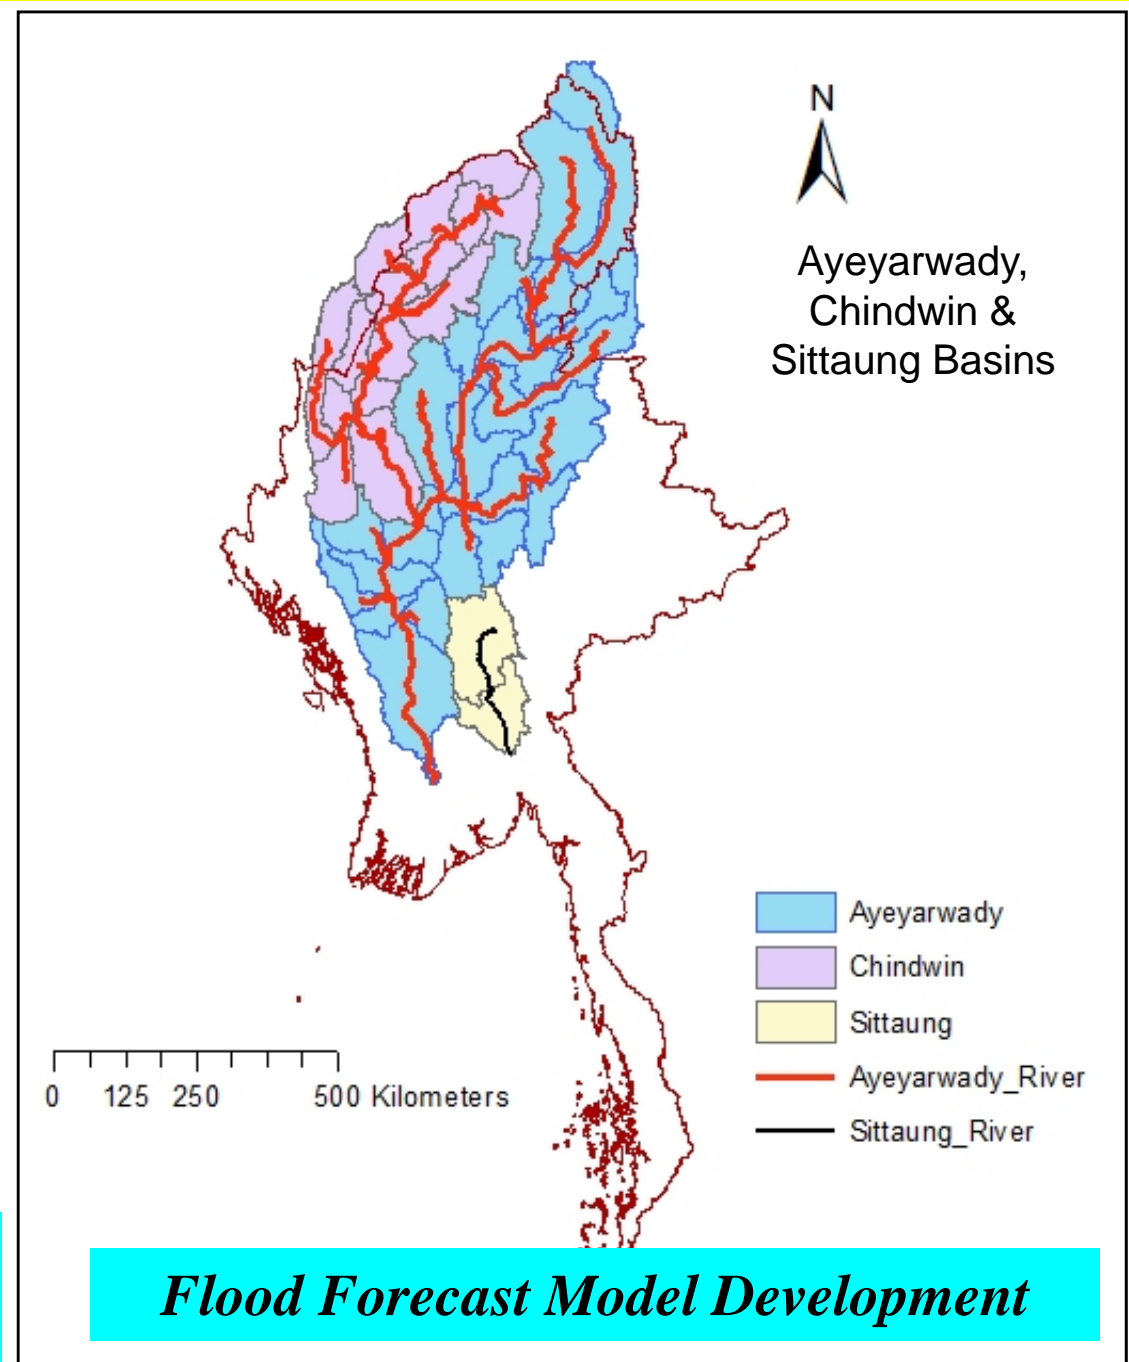 N
Ayeyarwady,
Chindwin &
Sittaung Basins
Ayeyarwady
Chindwin
Sittaung
Ayeyarwady_River
Sittaung_River
0 125 250 500 Kilometers
Flood Forecast Model Development